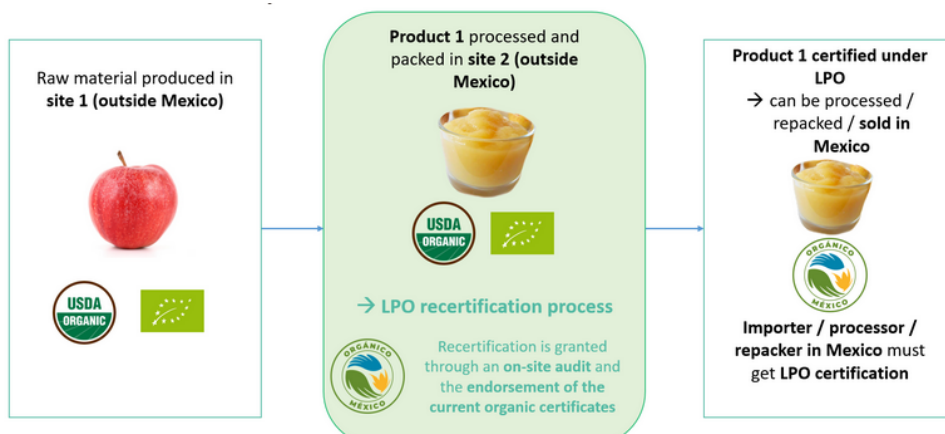 Raw material produced in
site 1 (outside Mexico)
USDA
ORGANIC
Product 1 processed and
packed in site 2 (outside
Mexico)
USDA
ORGANIC
→ LPO recertification process
ORGÁNICO
MÉXICO
Recertification is granted
through an on-site audit and
the endorsement of the
current organic certificates
Product 1 certified under
LPO
→ can be processed /
repacked / sold in
Mexico
ORGÁNICO
MÉXICO
Importer / processor /
repacker in Mexico must
get LPO certification